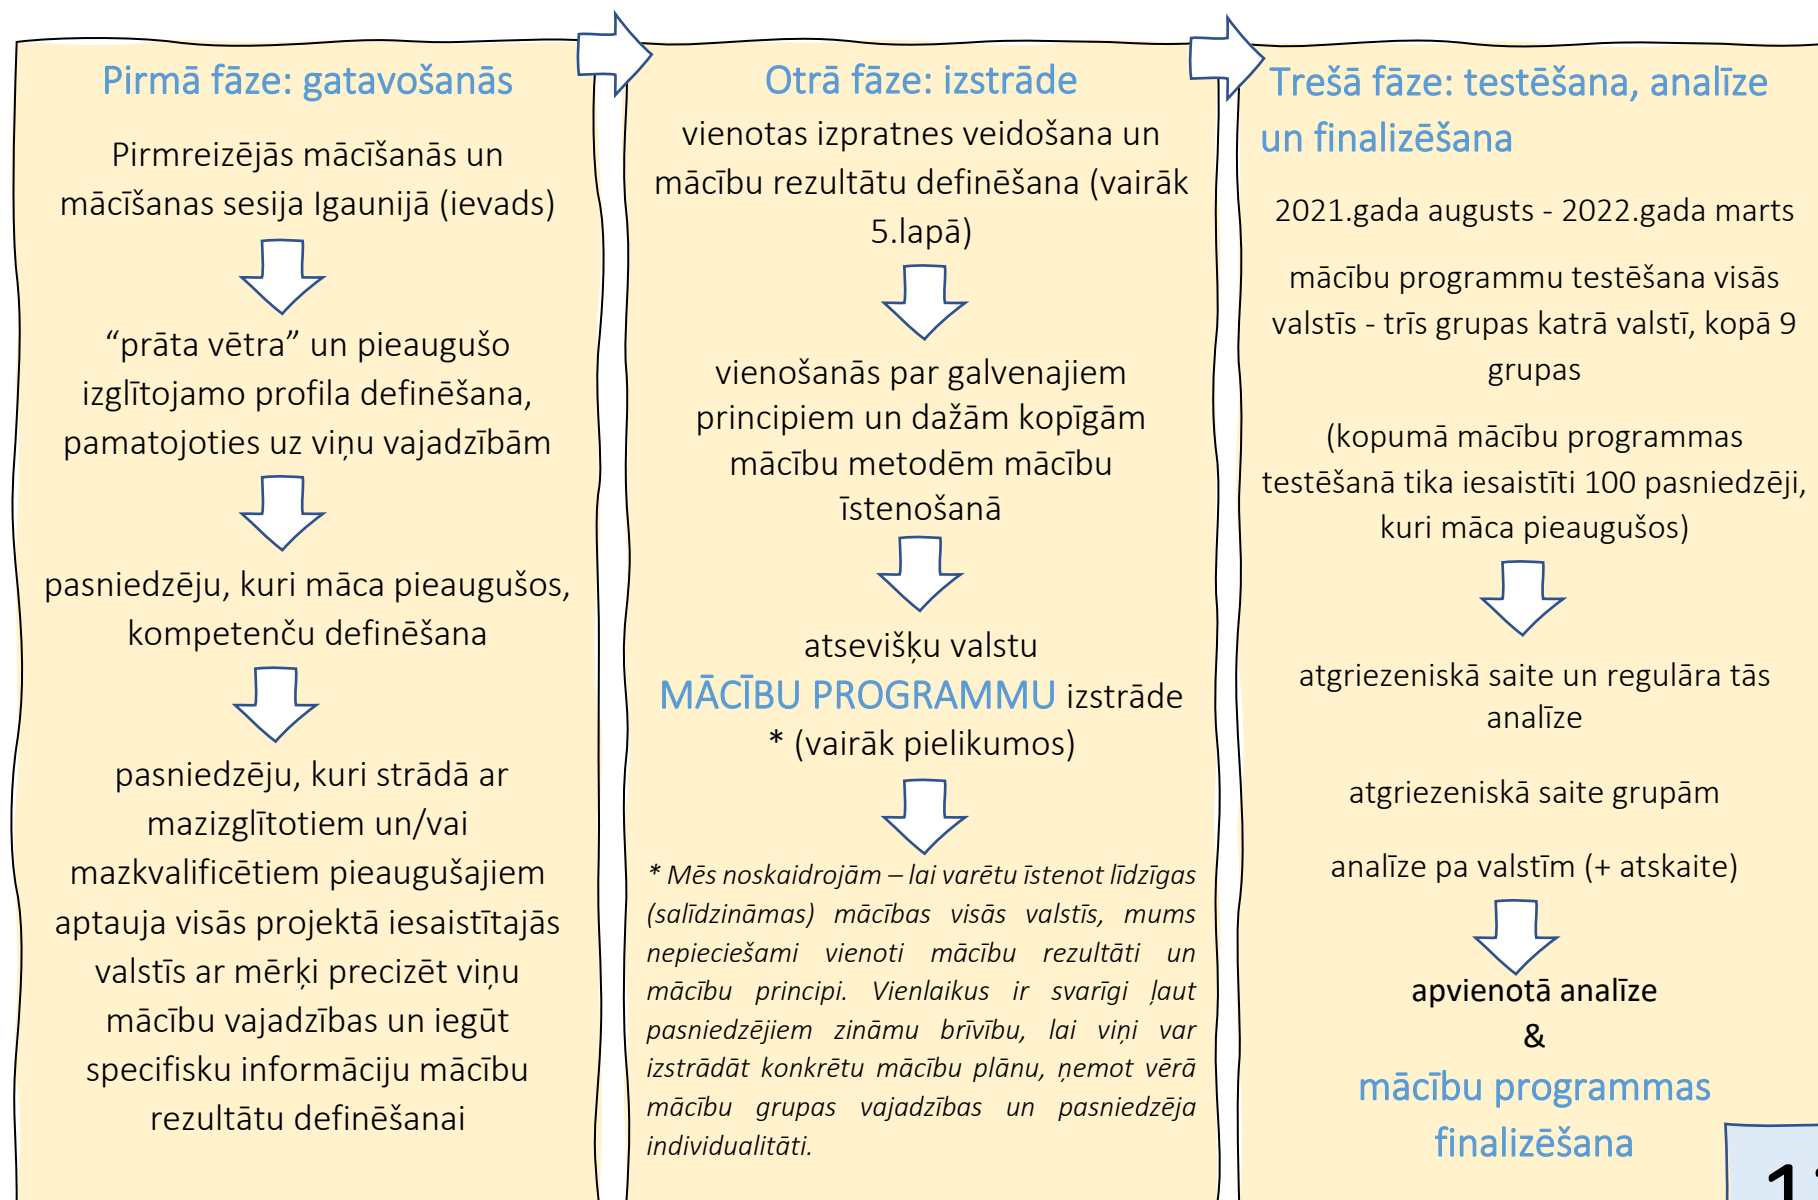 Pirmā fāze: gatavošanās
Pirmreizējās mācīšanās un
mācīšanas sesija Igaunijā (ievads)
“prāta vētra” un pieaugušo
izglītojamo profila definēšana,
pamatojoties uz viņu vajadzībām
pasniedzēju, kuri māca pieaugušos,
kompetenču definēšana
pasniedzēju, kuri strādā ar
mazizglītotiem un/vai
mazkvalificētiem pieaugušajiem
aptauja visās projektā iesaistītajās
valstīs ar mērķi precizēt viņu
mācību vajadzības un iegūt
specifisku informāciju mācību
rezultātu definēšanai
Otrā fāze: izstrāde
vienotas izpratnes veidošana un
mācību rezultātu definēšana (vairāk
5.lapā)
vienošanās par galvenajiem
principiem un dažām kopīgām
mācību metodēm mācību
īstenošanā
atsevišķu valstu
MĀCĪBU PROGRAMMU izstrāde
* (vairāk pielikumos)
* Mēs noskaidrojām – lai varētu īstenot līdzīgas
(salīdzināmas) mācības visās valstīs, mums
nepieciešami vienoti mācību rezultāti un
mācību principi. Vienlaikus ir svarīgi ļaut
pasniedzējiem zināmu brīvību, lai viņi var
izstrādāt konkrētu mācību plānu, ņemot vērā
mācību grupas vajadzības un pasniedzēja
individualitāti.
Trešā fāze: testēšana, analīze
un finalizēšana
2021.gada augusts - 2022.gada marts
mācību programmu testēšana visās
valstīs - trīs grupas katrā valstī, kopā 9
grupas
(kopumā mācību programmas
testēšanā tika iesaistīti 100 pasniedzēji,
kuri māca pieaugušos)
atgriezeniskā saite un regulāra tās
analīze
atgriezeniskā saite grupām
analīze pa valstīm (+ atskaite)
apvienotā analīze
&
mācību programmas
finalizēšana